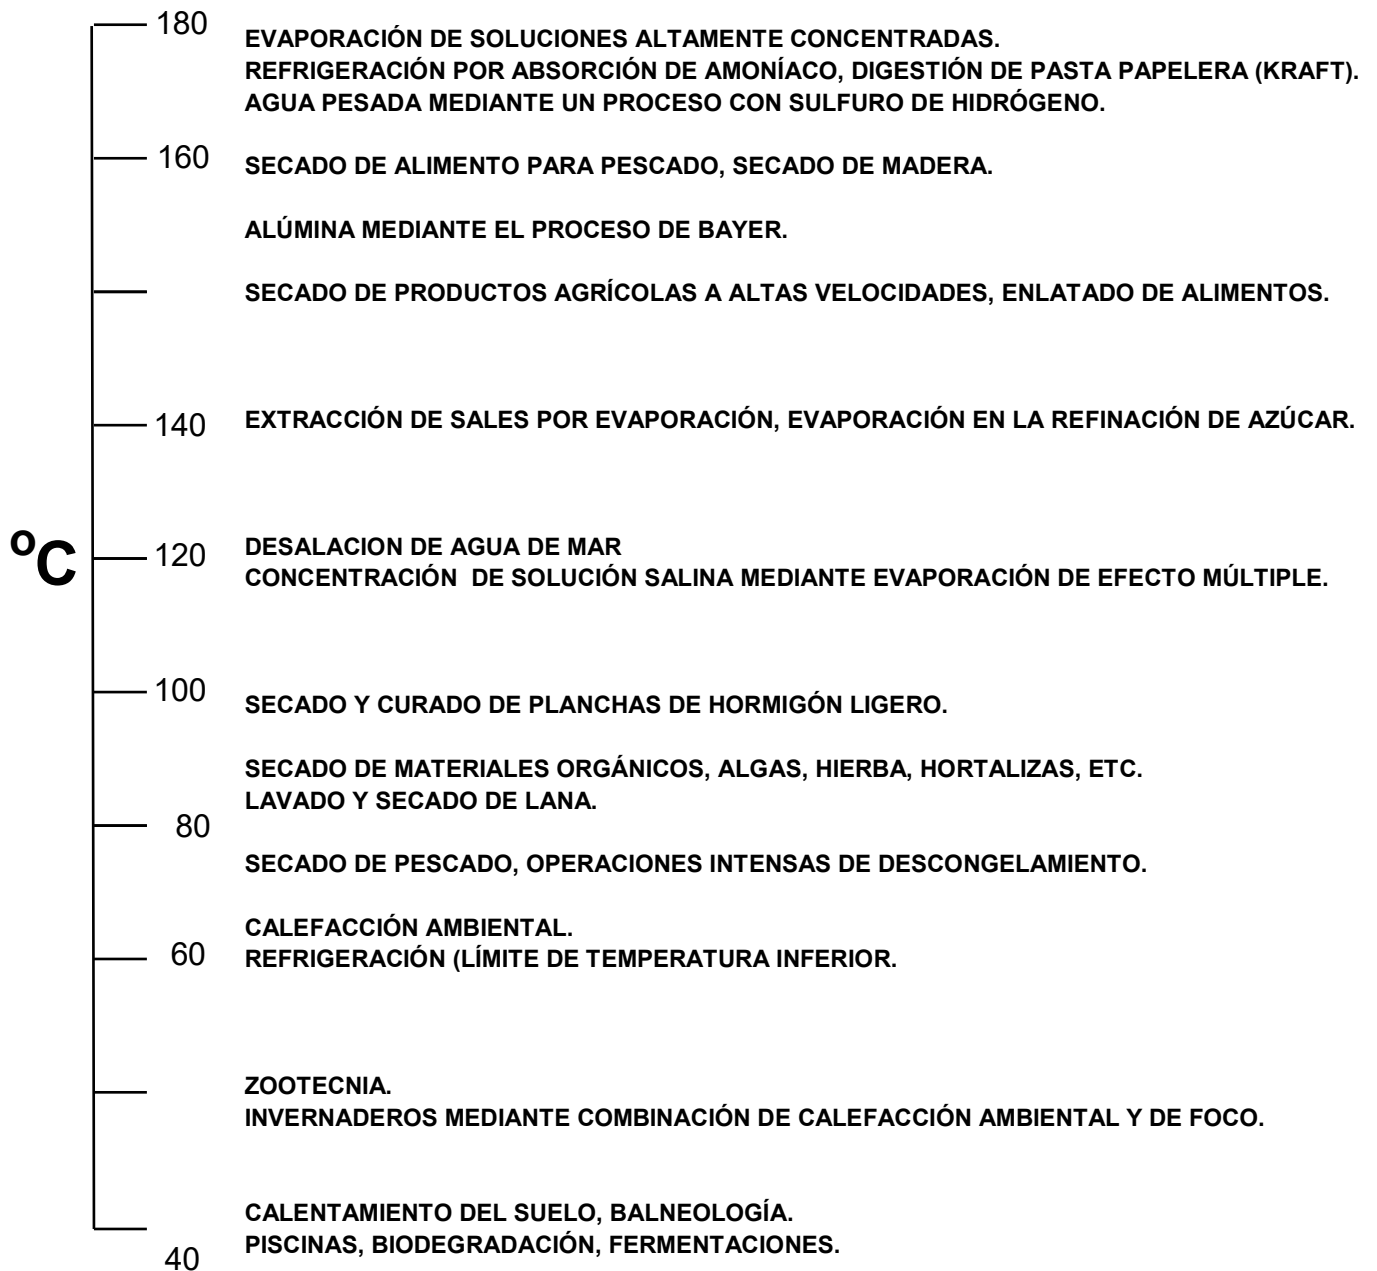 180
EVAPORACIÓN DE SOLUCIONES ALTAMENTE CONCENTRADAS.
REFRIGERACIÓN POR ABSORCIÓN DE AMONÍACO, DIGESTIÓN DE PASTA PAPELERA (KRAFT).
AGUA PESADA MEDIANTE UN PROCESO CON SULFURO DE HIDRÓGENO.
160 SECADO DE ALIMENTO PARA PESCADO, SECADO DE MADERA.
ALÚMINA MEDIANTE EL PROCESO DE BAYER.
SECADO DE PRODUCTOS AGRÍCOLAS A ALTAS VELOCIDADES, ENLATADO DE ALIMENTOS.
140 EXTRACCIÓN DE SALES POR EVAPORACIÓN, EVAPORACIÓN EN LA REFINACIÓN DE AZÚCAR.
ºC
120 DESALACION DE AGUA DE MAR
CONCENTRACIÓN DE SOLUCIÓN SALINA MEDIANTE EVAPORACIÓN DE EFECTO MÚLTIPLE.
100
SECADO Y CURADO DE PLANCHAS DE HORMIGÓN LIGERO.
SECADO DE MATERIALES ORGÁNICOS, ALGAS, HIERBA, HORTALIZAS, ETC.
LAVADO Y SECADO DE LANA.
80
SECADO DE PESCADO, OPERACIONES INTENSAS DE DESCONGELAMIENTO.
CALEFACCIÓN AMBIENTAL.
60 REFRIGERACIÓN (LÍMITE DE TEMPERATURA INFERIOR.
ZOOTECNIA.
INVERNADEROS MEDIANTE COMBINACIÓN DE CALEFACCIÓN AMBIENTAL Y DE FOCO.
CALENTAMIENTO DEL SUELO, BALNEOLOGÍA.
PISCINAS, BIODEGRADACIÓN, FERMENTACIONES.
40